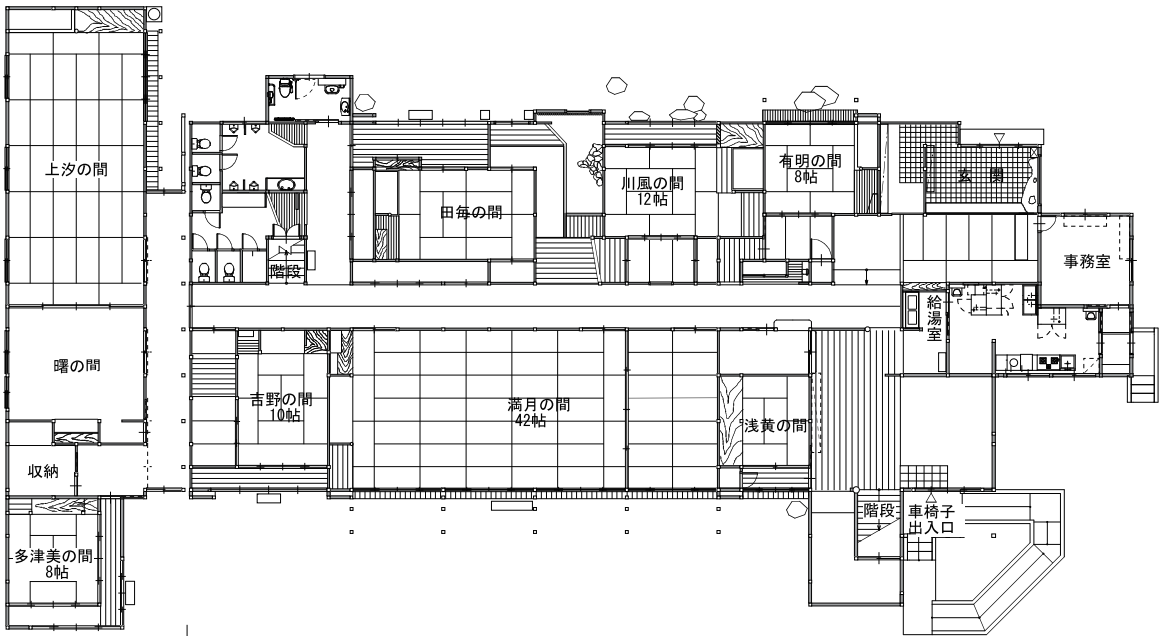 上汐の間
有明の間
8帖
玄関
川風の間
12帖
田毎の間
階段
事務室
給湯室
曙の間
吉野の間
10帖
満月の間
42帖
浅黄の間
収納
階段
車椅子
出入口
多津美の間
8帖